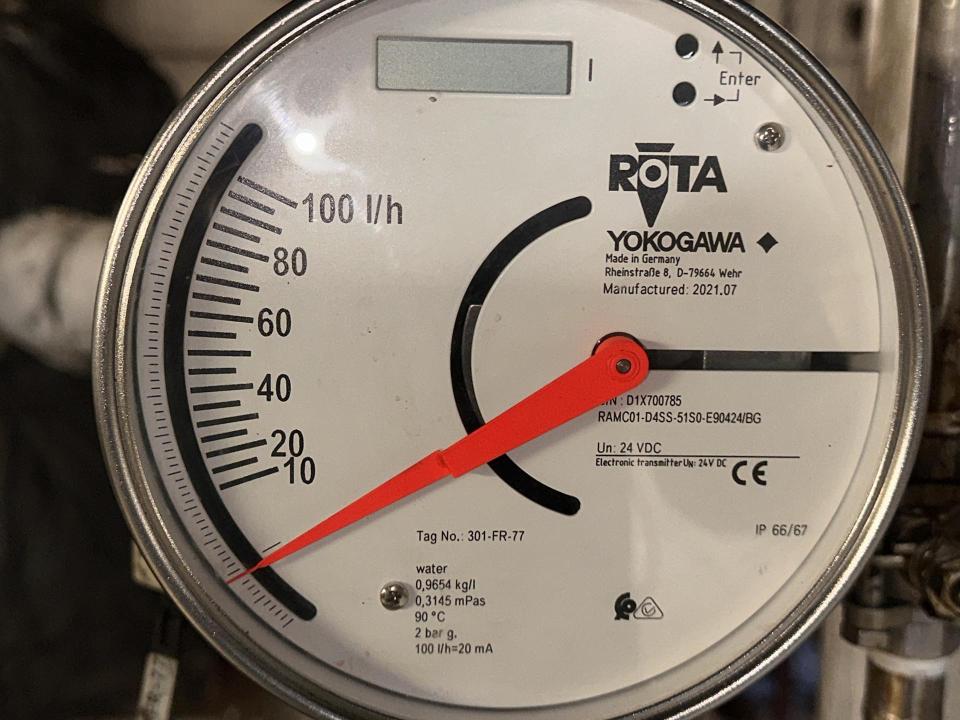 l
Enter
ROTA
YOKOGAWA
Made in Germany
Rheinstraße 8, D-79664 Wehr
Manufactured: 2021.07
100 l/h
80
60
40
20
10
: D1X700785
RAMC01-D4SS-51S0-E90424/BG
Un: 24 VDC
Electronic transmitter Un: 24V DC
CE
IP 66/67
Tag No.: 301-FR-77
water
0,9654 kg/l
0,3145 mPas
90 °C
2 bar g.
100 l/h=20 mA